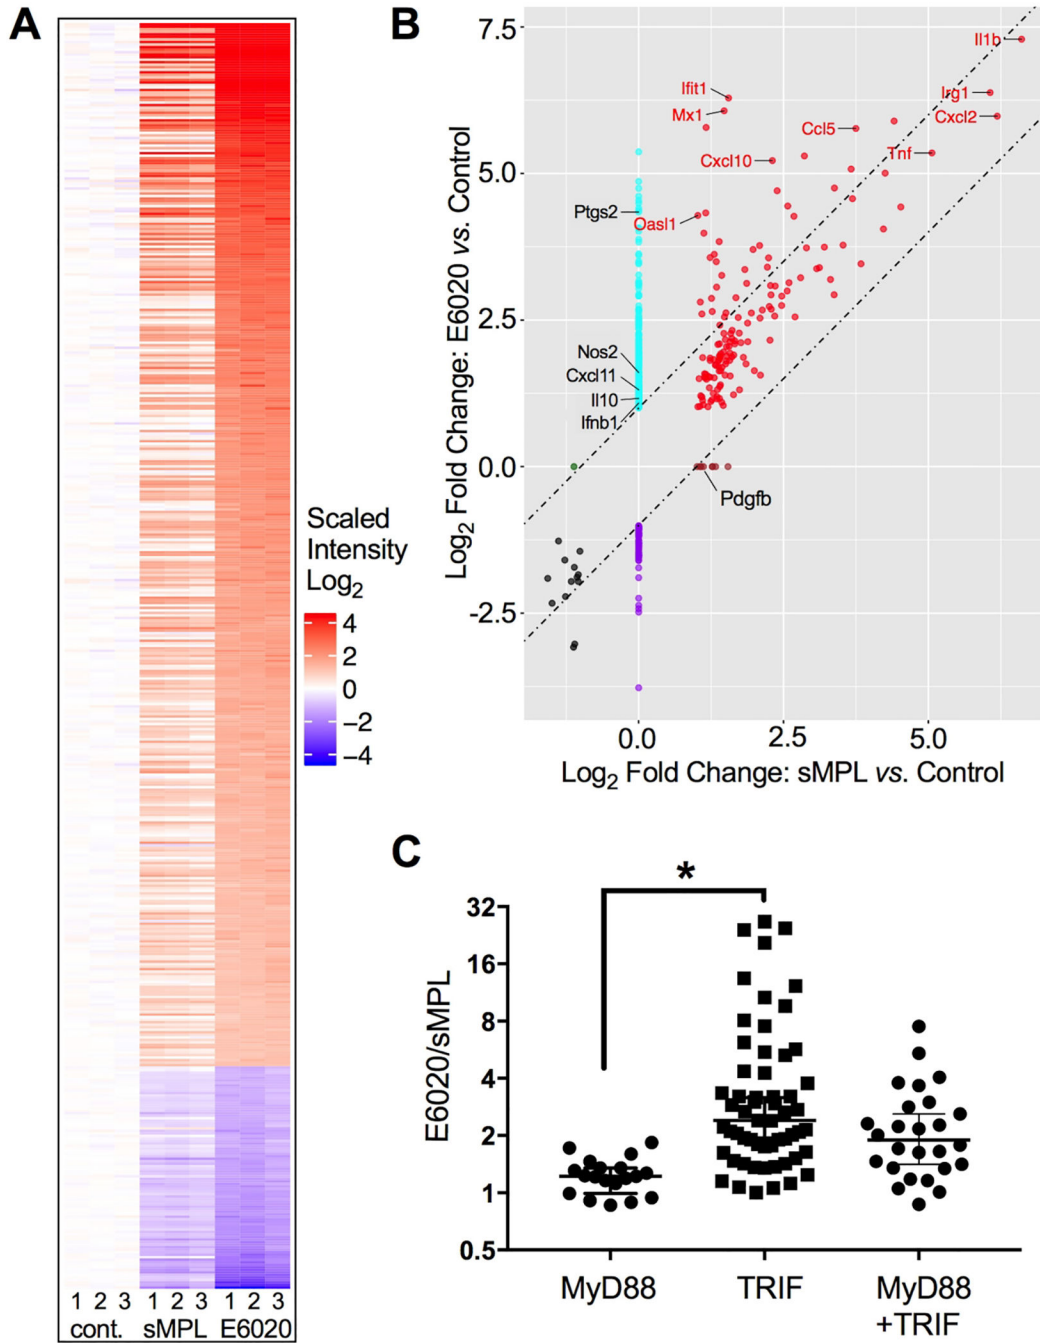 A
1 2 3 1 2 3 1 2 3
cont. sMPL E6020
Scaled
Intensity
Log2
4
2
0
−2
−4
B
Log2 Fold Change: E6020 vs. Control
7.5
5.0
2.5
0.0
-2.5
Il1b
Ifit1
Irg1
Mx1
Cxcl2
Ccl5
Cxcl10
Tnf
Ptgs2
Oasl1
Nos2
Cxcl11
Il10
Ifnb1
Pdgfb
0.0 2.5 5.0
Log2 Fold Change: sMPL vs. Control
C
*
E6020/sMPL
32
16
8
4
2
1
0.5
MyD88 TRIF MyD88
+TRIF